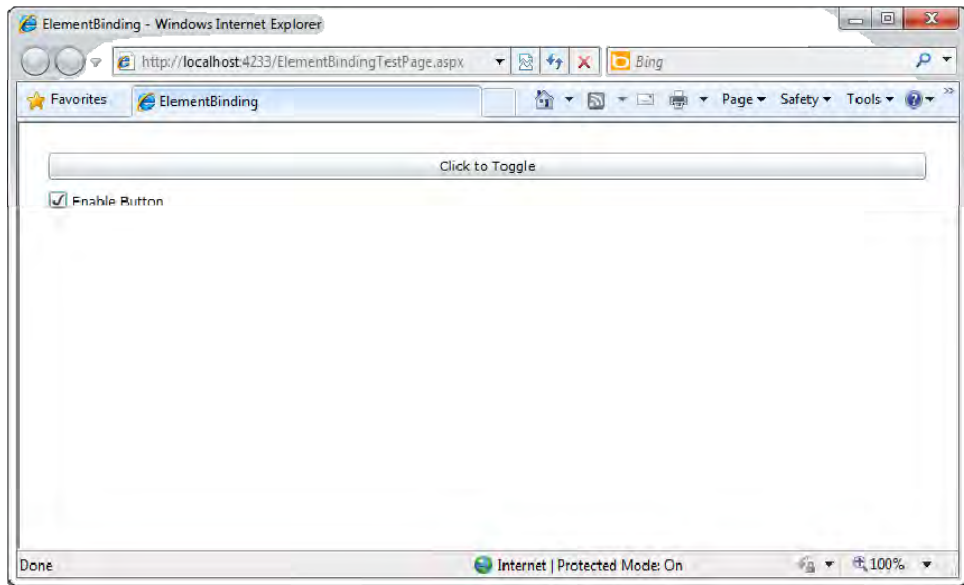 ElementBinding - Windows Internet Explorer
http://localhost:4233/ElementBindingTestPage.aspx Bing
Favorites ElementBinding Page Safety Tools
Click to Toggle
Enable Button
Done Internet | Protected Mode: On 100%